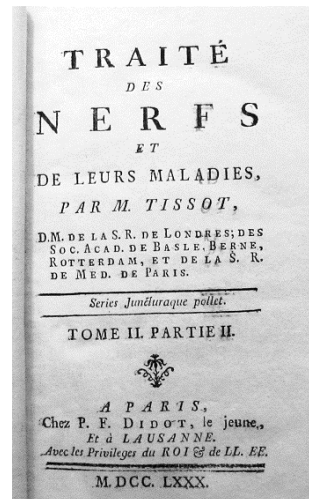 TRAITÉ
DES
NERFS
ET
DE LEURS MALADIES,
PAR M. TISSOT,
D.M. DE LA S. R. DE LONDRES; DES
SOC. ACAD. DE BASLE, BERNE,
ROTTERDAM, ET DE LA S. R.
DE MED. DE PARIS.
Series Juncturaque pollet.
TOME II. PARTIE II.
A PARIS,
Chez P. F. DIDOT, le jeune,
Et à LAUSANNE.
Avec les Privileges du ROI & de LL. EE.
M. DCC. LXXX.